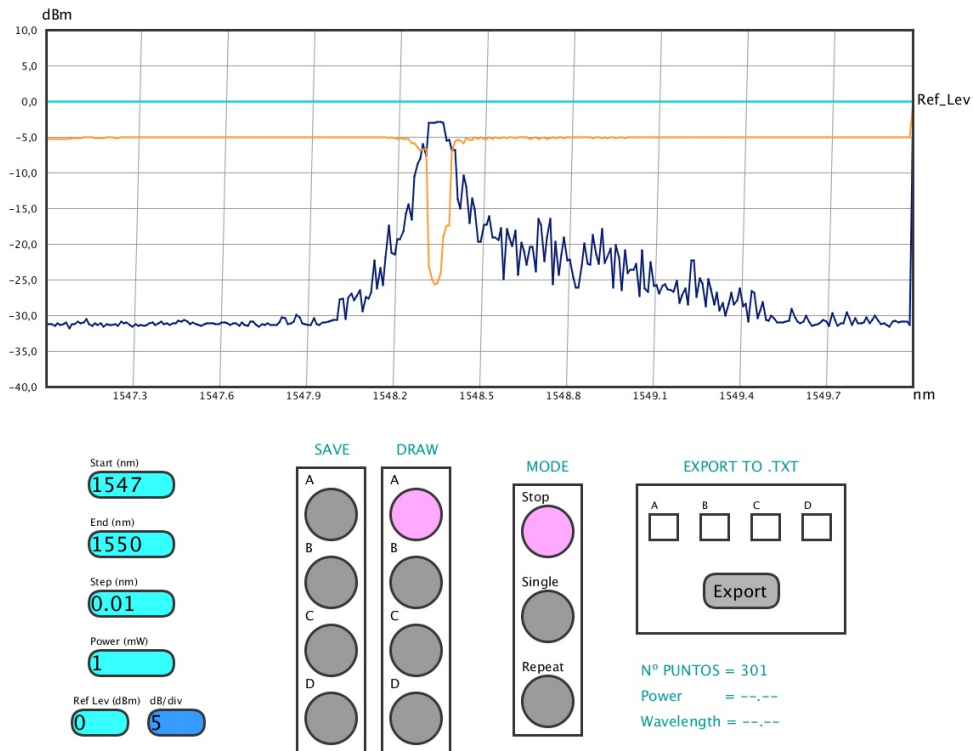 dBm
10,0
5,0
0,0
Ref_Lev
-5,0
-10,0
-15,0
-20,0
-25,0
-30,0
-35,0
-40,0
1547.3 1547.6 1547.9 1548.2 1548.5 1548.8 1549.1 1549.4 1549.7 nm
SAVE DRAW
MODE EXPORT TO .TXT
Start (nm)
1547
A A
Stop
A B C D
End (nm)
1550
B B
Step (nm)
0.01
Single
Export
C C
Power (mW)
1
Repeat
Nº PUNTOS = 301
D D
Ref Lev (dBm) dB/div
0 5
Power = --.--
Wavelength = --.--